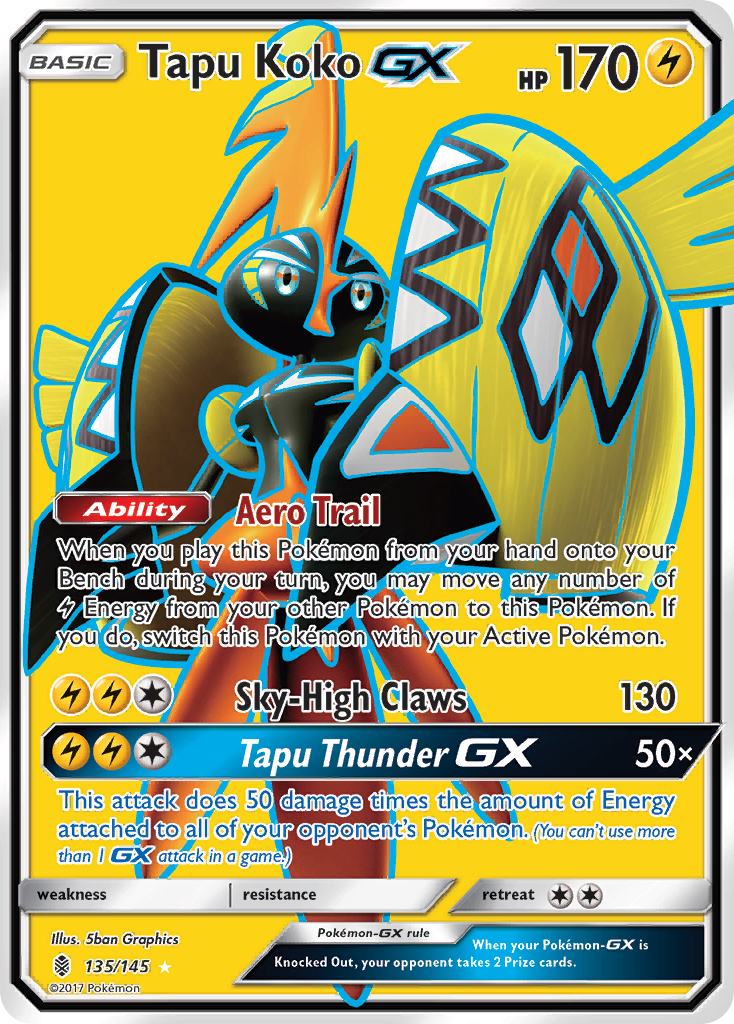 BASIC Tapu Koko GX HP 170
Ability Aero Trail
When you play this Pokémon from your hand onto your
Bench during your turn, you may move any number of
Energy from your other Pokémon to this Pokémon. If
you do, switch this Pokémon with your Active Pokémon.
Sky-High Claws 130
Tapu Thunder GX 50×
This attack does 50 damage times the amount of Energy
attached to all of your opponent's Pokémon. (You can't use more
than 1 GX attack in a game.)
weakness resistance retreat
Illus. 5ban Graphics
135/145
©2017 Pokémon
Pokémon-GX rule
When your Pokémon-GX is
Knocked Out, your opponent takes 2 Prize cards.